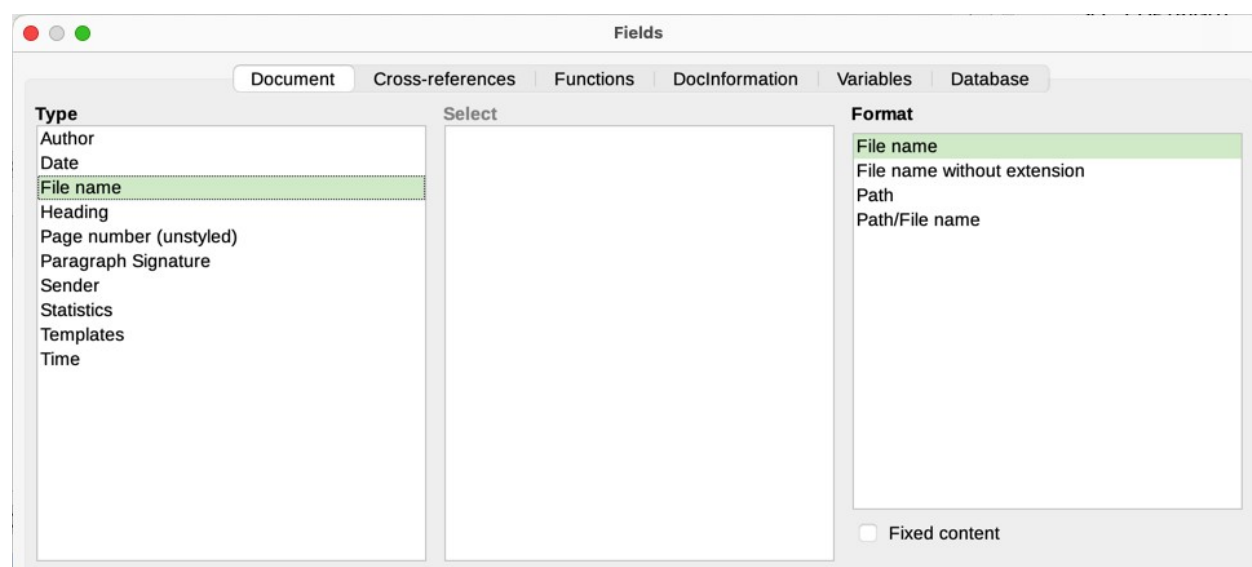 Fields
Document Cross-references Functions DocInformation Variables Database
Type
Author
Date
File name
Heading
Page number (unstyled)
Paragraph Signature
Sender
Statistics
Templates
Time
Select
Format
File name
File name without extension
Path
Path/File name
Fixed content